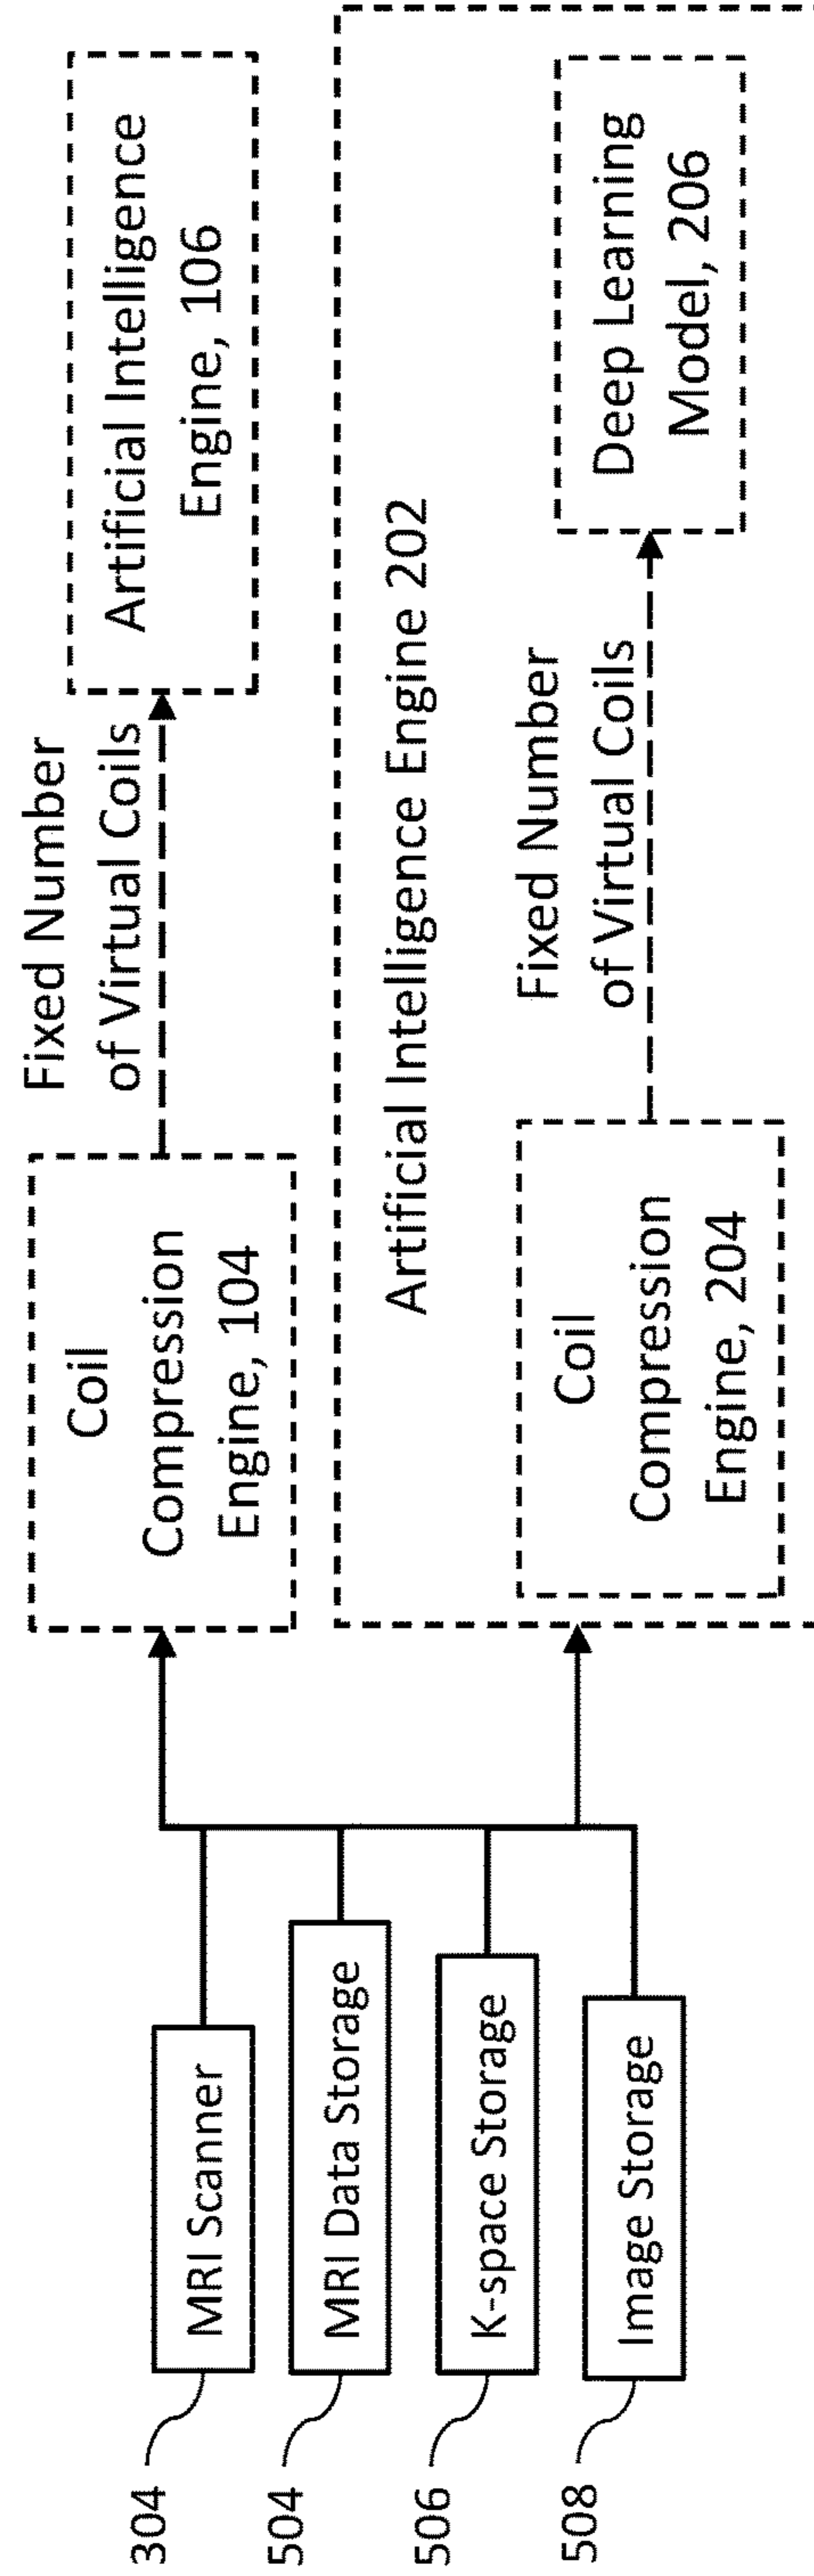 304
MRI Scanner
504
MRI Data Storage
506
K-space Storage
508
Image Storage
Coil
Compression
Engine, 104
Fixed Number
of Virtual Coils
Artificial Intelligence
Engine, 106
Artificial Intelligence Engine 202
Coil
Compression
Engine, 204
Fixed Number
of Virtual Coils
Deep Learning
Model, 206